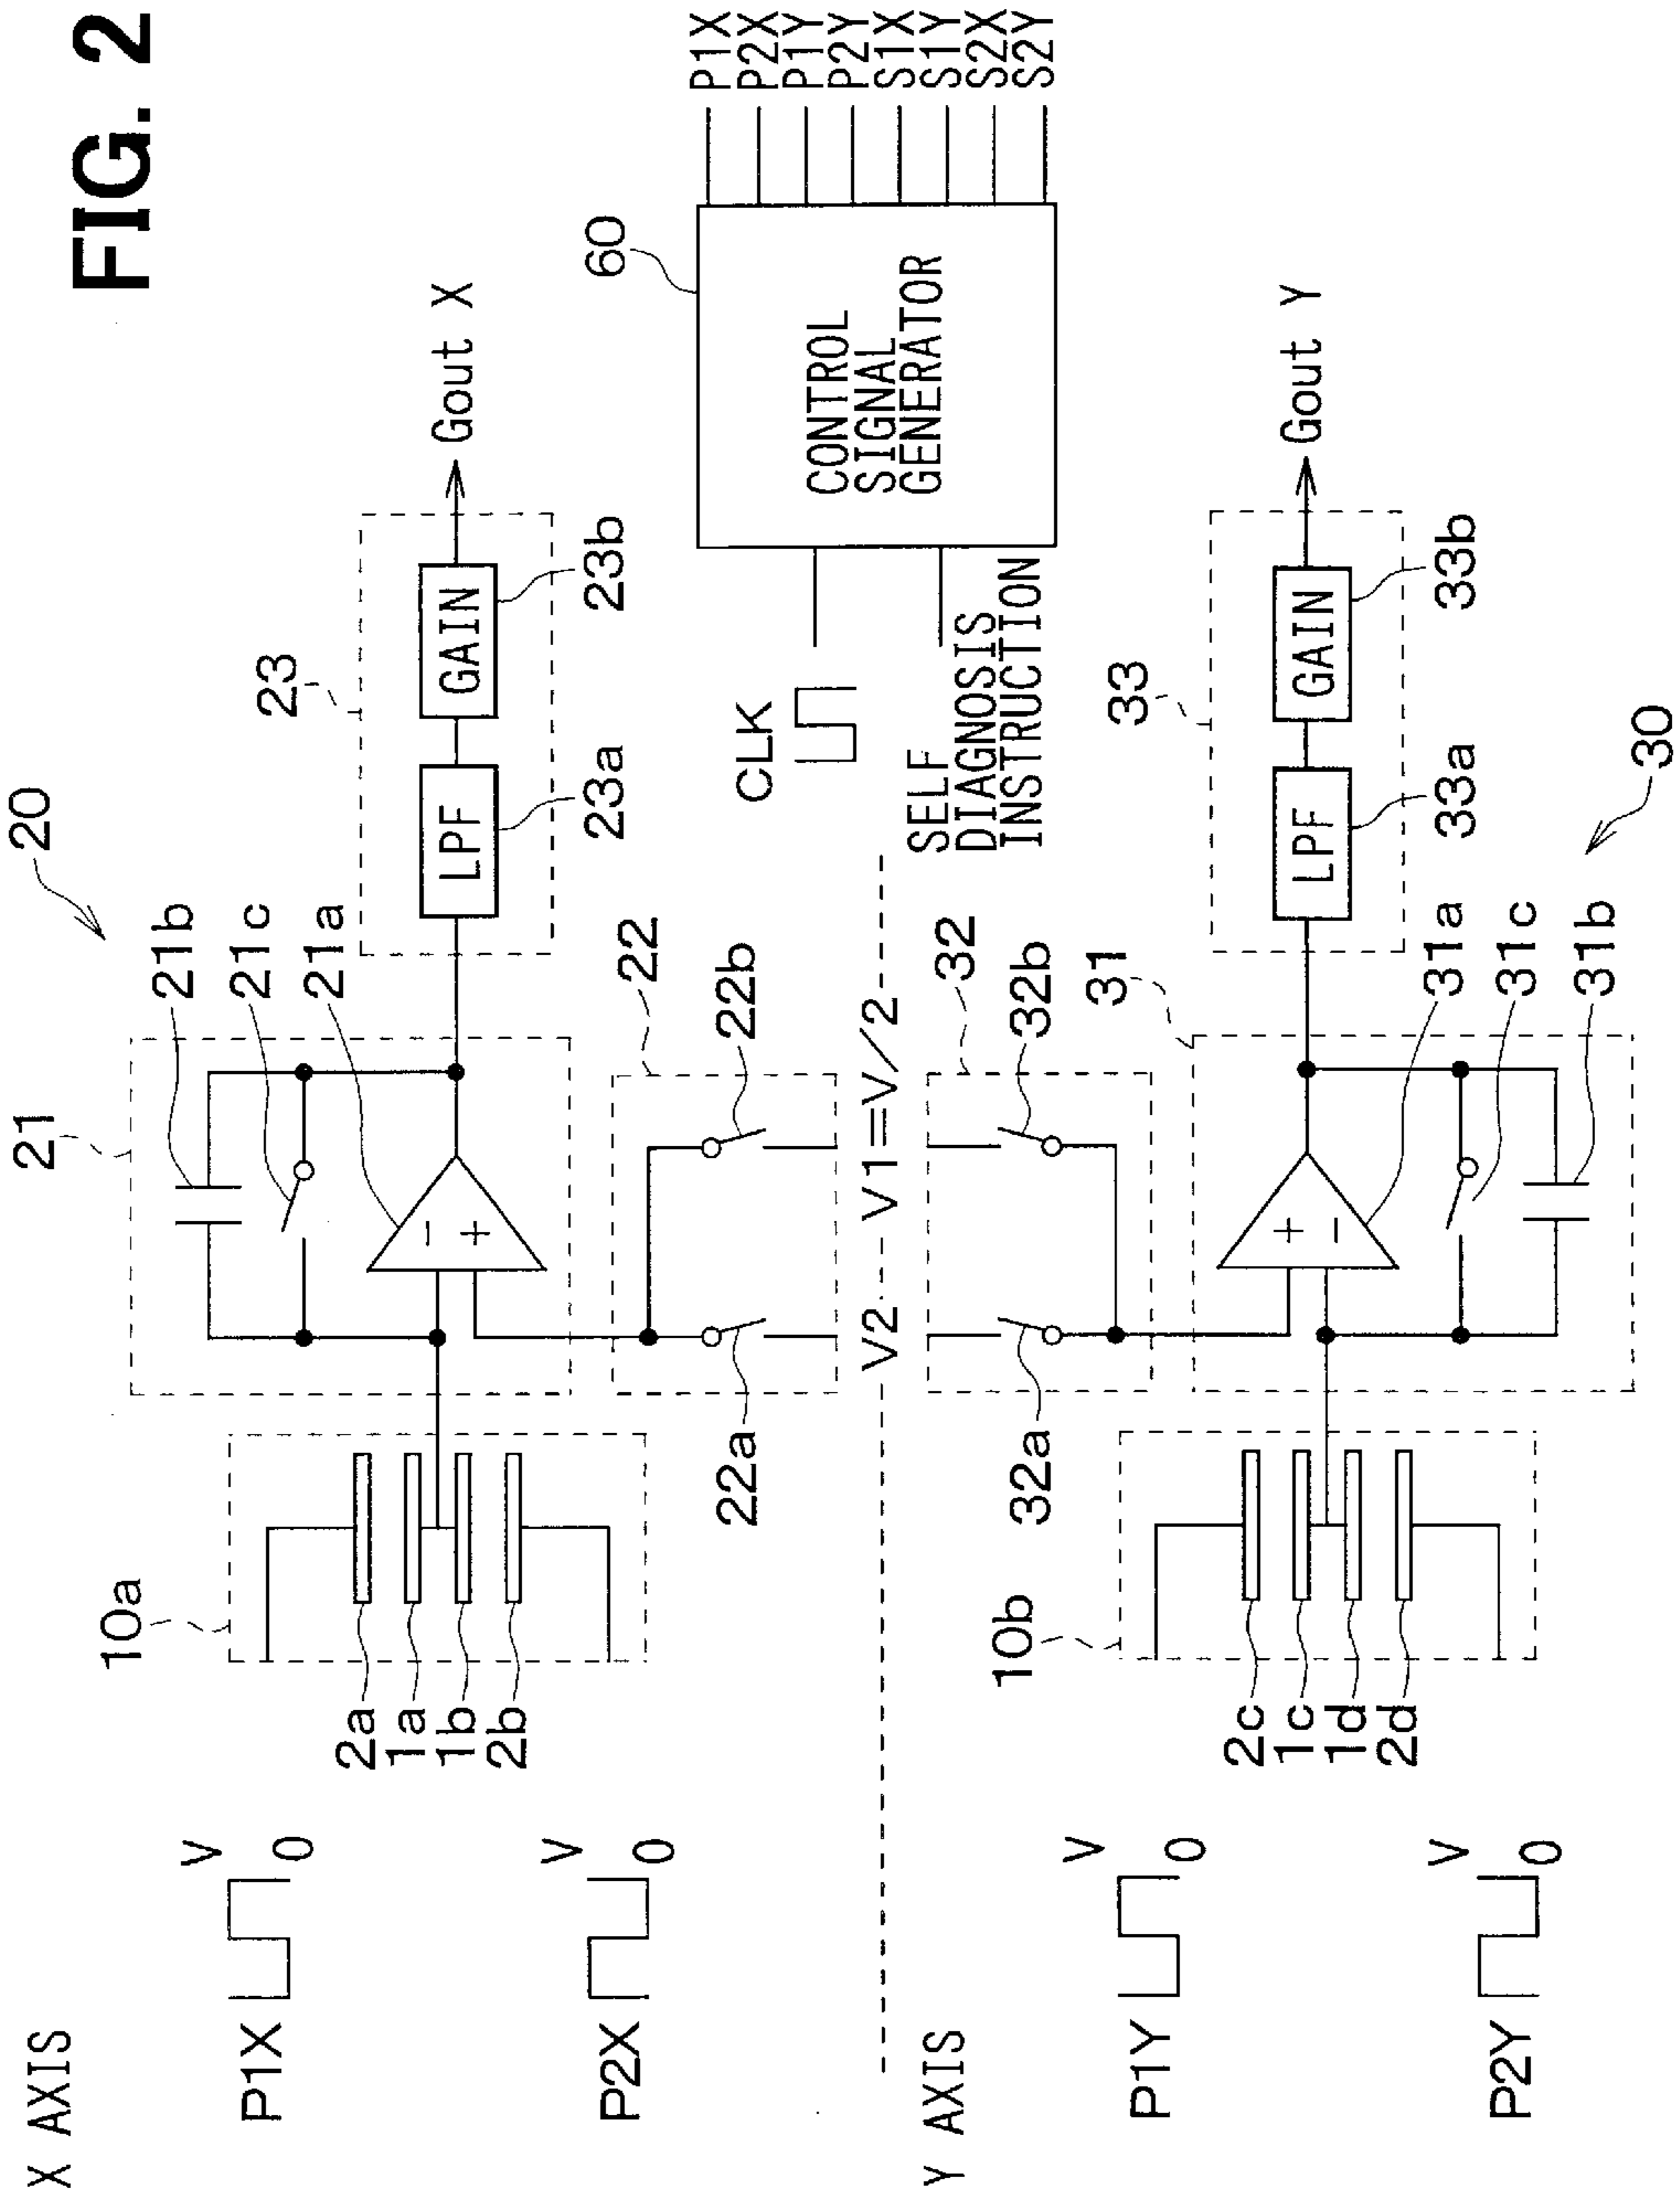 FIG. 2
X AXIS
P1X
V
0
P2X
V
0
10a
2a
1a
1b
2b
20
21
21b
21c
21a
22
22a
22b
23
LPF
23a
GAIN
23b
Gout X
V2
V1=V/2
CLK
SELF
DIAGNOSIS
INSTRUCTION
60
CONTROL
SIGNAL
GENERATOR
P1X
P2X
P1Y
P2Y
S1X
S1Y
S2X
S2Y
Y AXIS
P1Y
V
0
P2Y
V
0
10b
2c
1c
1d
2d
32
32a
32b
31
+
−
31a
31c
31b
−
+
33
LPF
33a
GAIN
33b
Gout Y
30